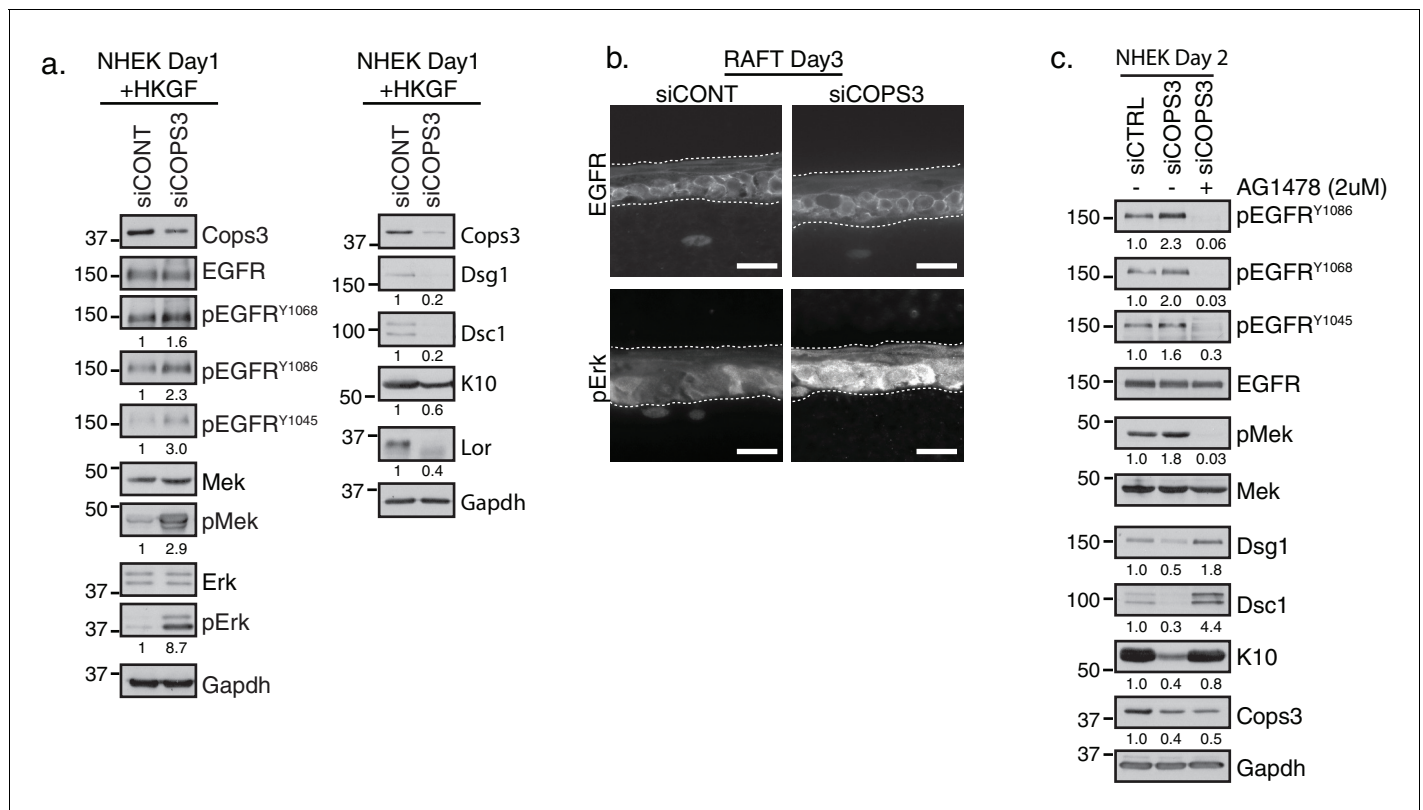 a.
NHEK Day1
+HKGF
siCONT
siCOPS3
37 Cops3
150 EGFR
150 pEGFR^Y1068
1 1.6
150 pEGFR^Y1086
1 2.3
150 pEGFR^Y1045
1 3.0
50 Mek
50 pMek
1 2.9
37 Erk
37 pErk
1 8.7
37 Gapdh
NHEK Day1
+HKGF
siCONT
siCOPS3
37 Cops3
150 Dsg1
1 0.2
100 Dsc1
1 0.2
50 K10
1 0.6
37 Lor
1 0.4
37 Gapdh
b.
RAFT Day3
siCONT siCOPS3
EGFR
pErk
c.
NHEK Day 2
siCTRL
siCOPS3
siCOPS3
- - + AG1478 (2uM)
150 pEGFR^Y1086
1.0 2.3 0.06
150 pEGFR^Y1068
1.0 2.0 0.03
150 pEGFR^Y1045
1.0 1.6 0.3
150 EGFR
50 pMek
1.0 1.8 0.03
50 Mek
150 Dsg1
1.0 0.5 1.8
100 Dsc1
1.0 0.3 4.4
50 K10
1.0 0.4 0.8
37 Cops3
1.0 0.4 0.5
37 Gapdh